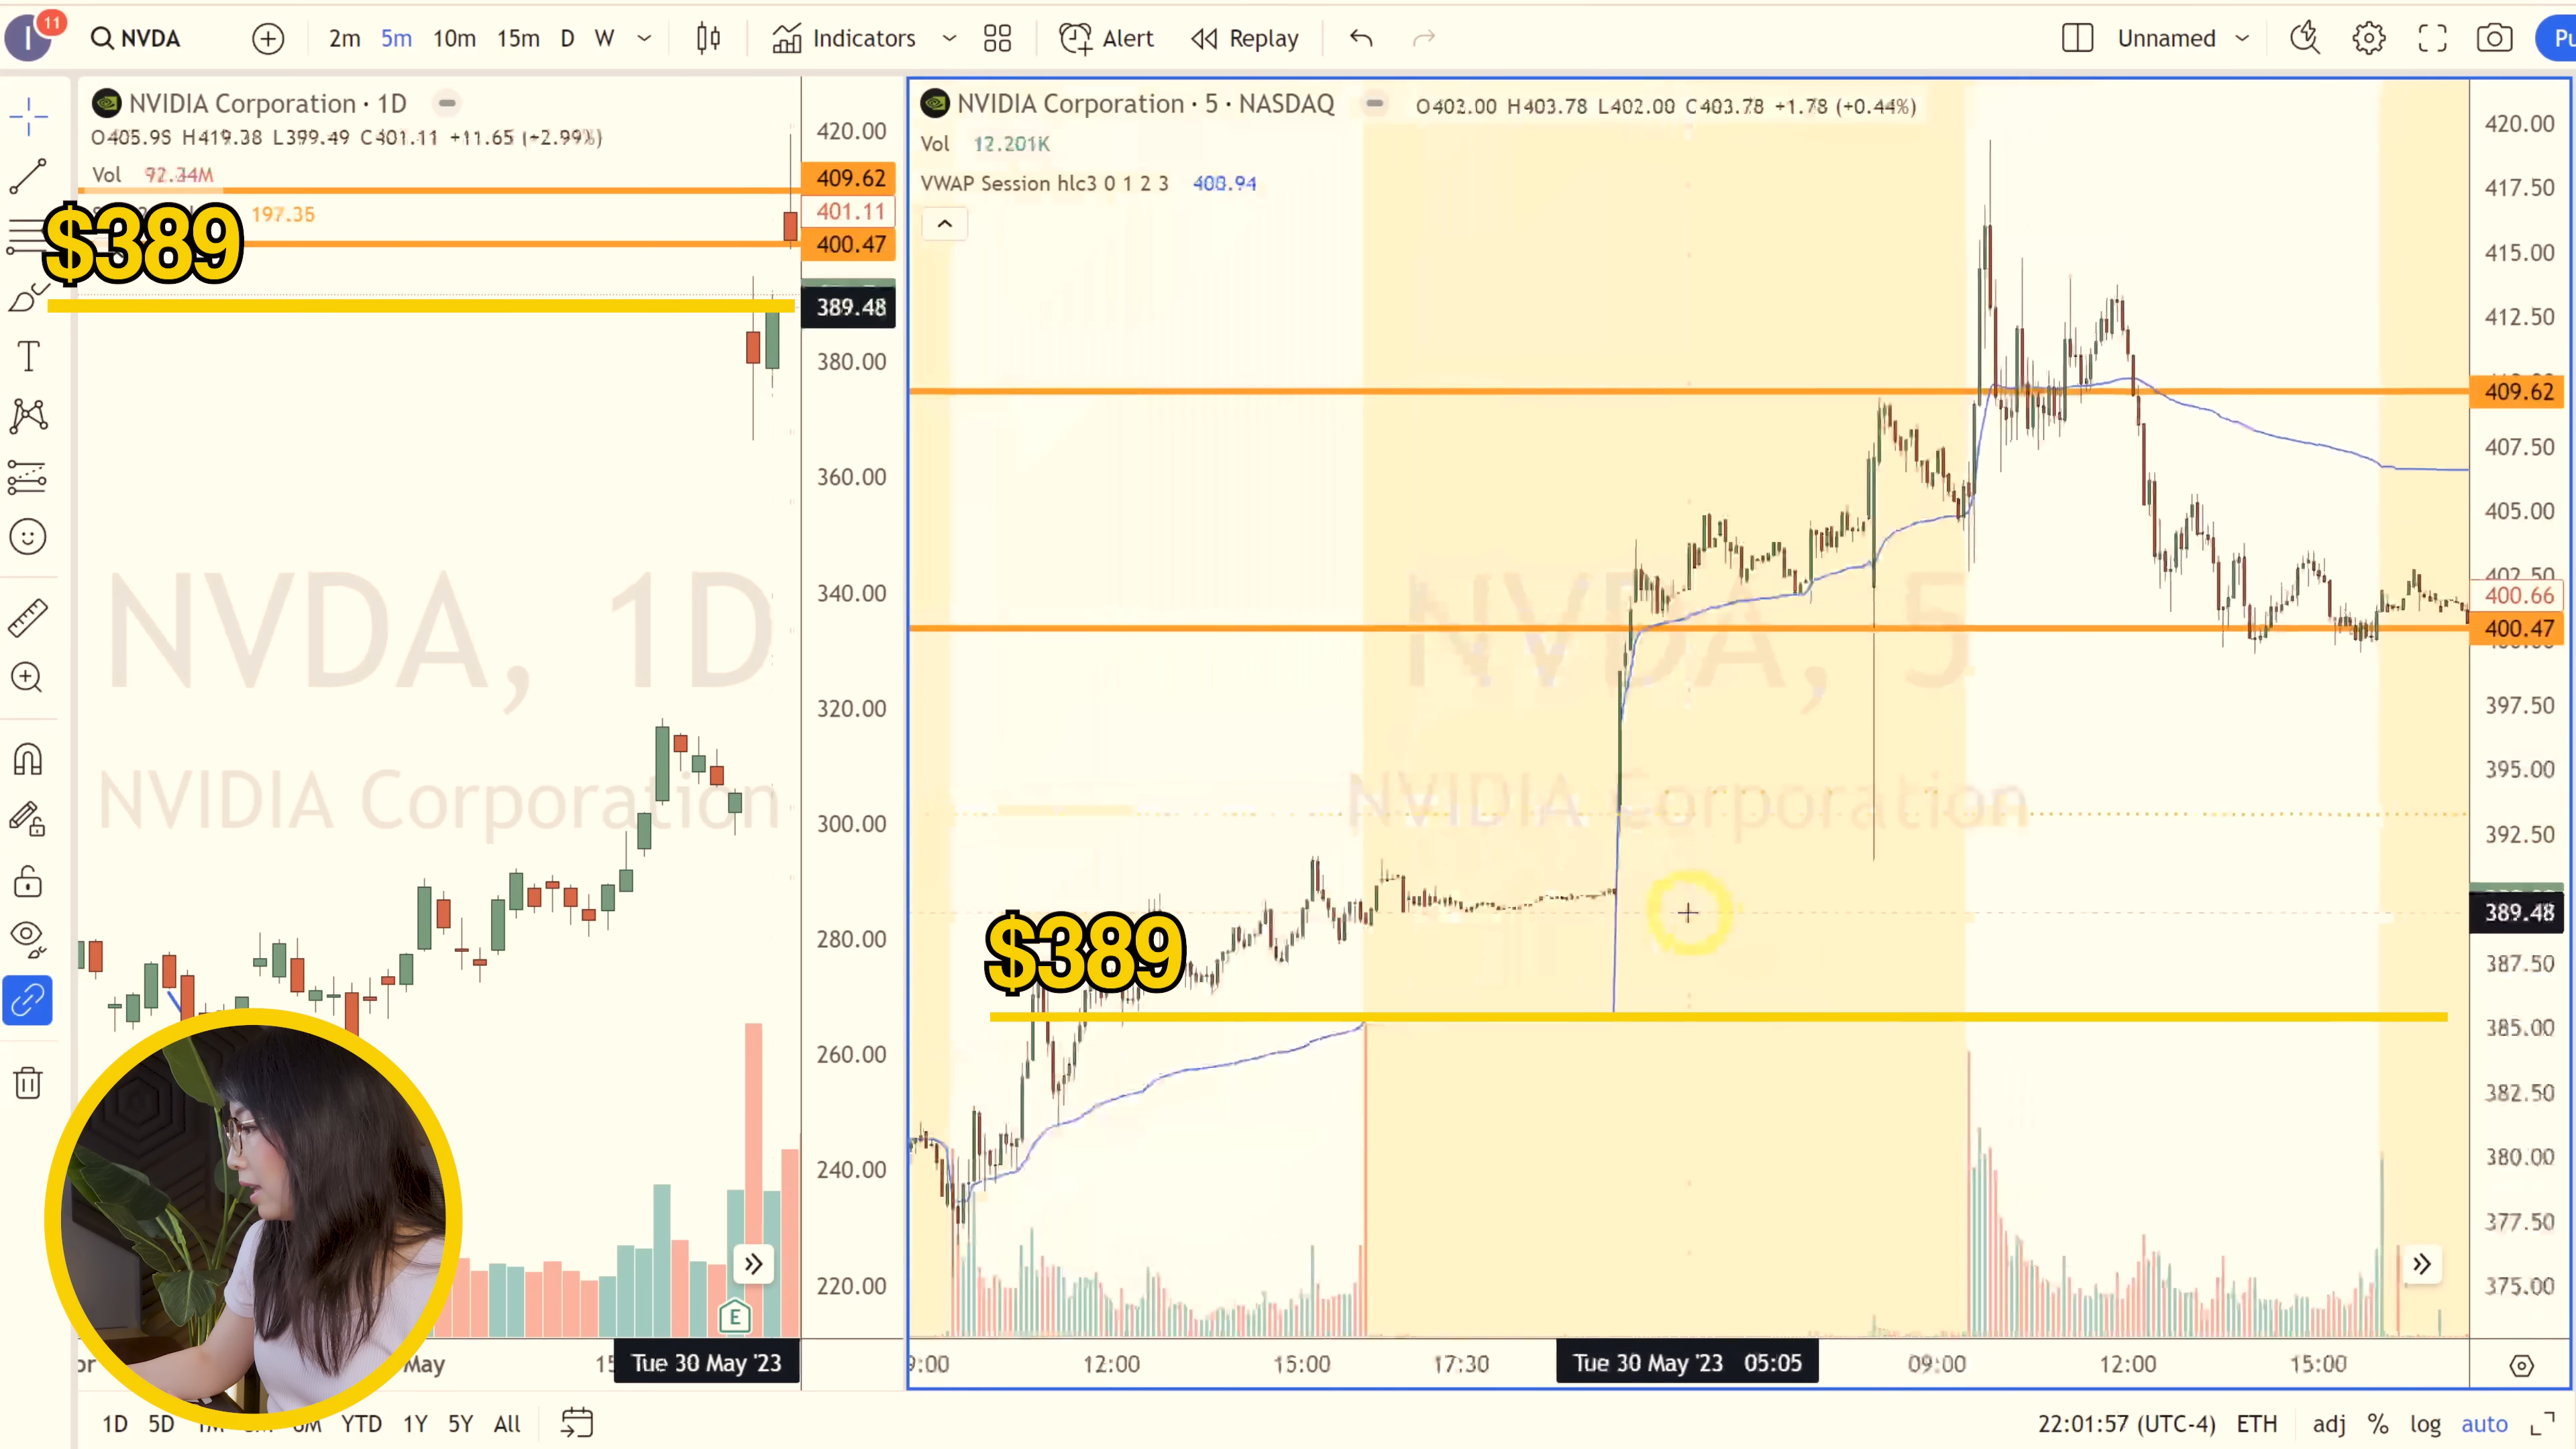 I 11 NVDA 2m 5m 10m 15m D W Indicators Alert Replay Unnamed Pu
NVIDIA Corporation · 1D
O405.95 H419.38 L399.49 C401.11 +11.65 (+2.99%)
Vol 92.34M
197.35
$389
420.00
409.62
401.11
400.47
389.48
380.00
360.00
340.00
320.00
300.00
280.00
260.00
240.00
220.00
NVDA, 1D
NVIDIA Corporation
E
May 15 Tue 30 May '23
NVIDIA Corporation · 5 · NASDAQ O402.00 H403.78 L402.00 C403.78 +1.78 (+0.44%)
Vol 12.201K
VWAP Session hlc3 0 1 2 3 408.94
NVDA, 5
NVIDIA Corporation
$389
420.00
417.50
415.00
412.50
409.62
407.50
405.00
402.50
400.66
400.47
397.50
395.00
392.50
389.48
387.50
385.00
382.50
380.00
377.50
375.00
9:00 12:00 15:00 17:30 Tue 30 May '23 05:05 09:00 12:00 15:00
1D 5D 1M YTD 1Y 5Y All
22:01:57 (UTC-4) ETH adj % log auto